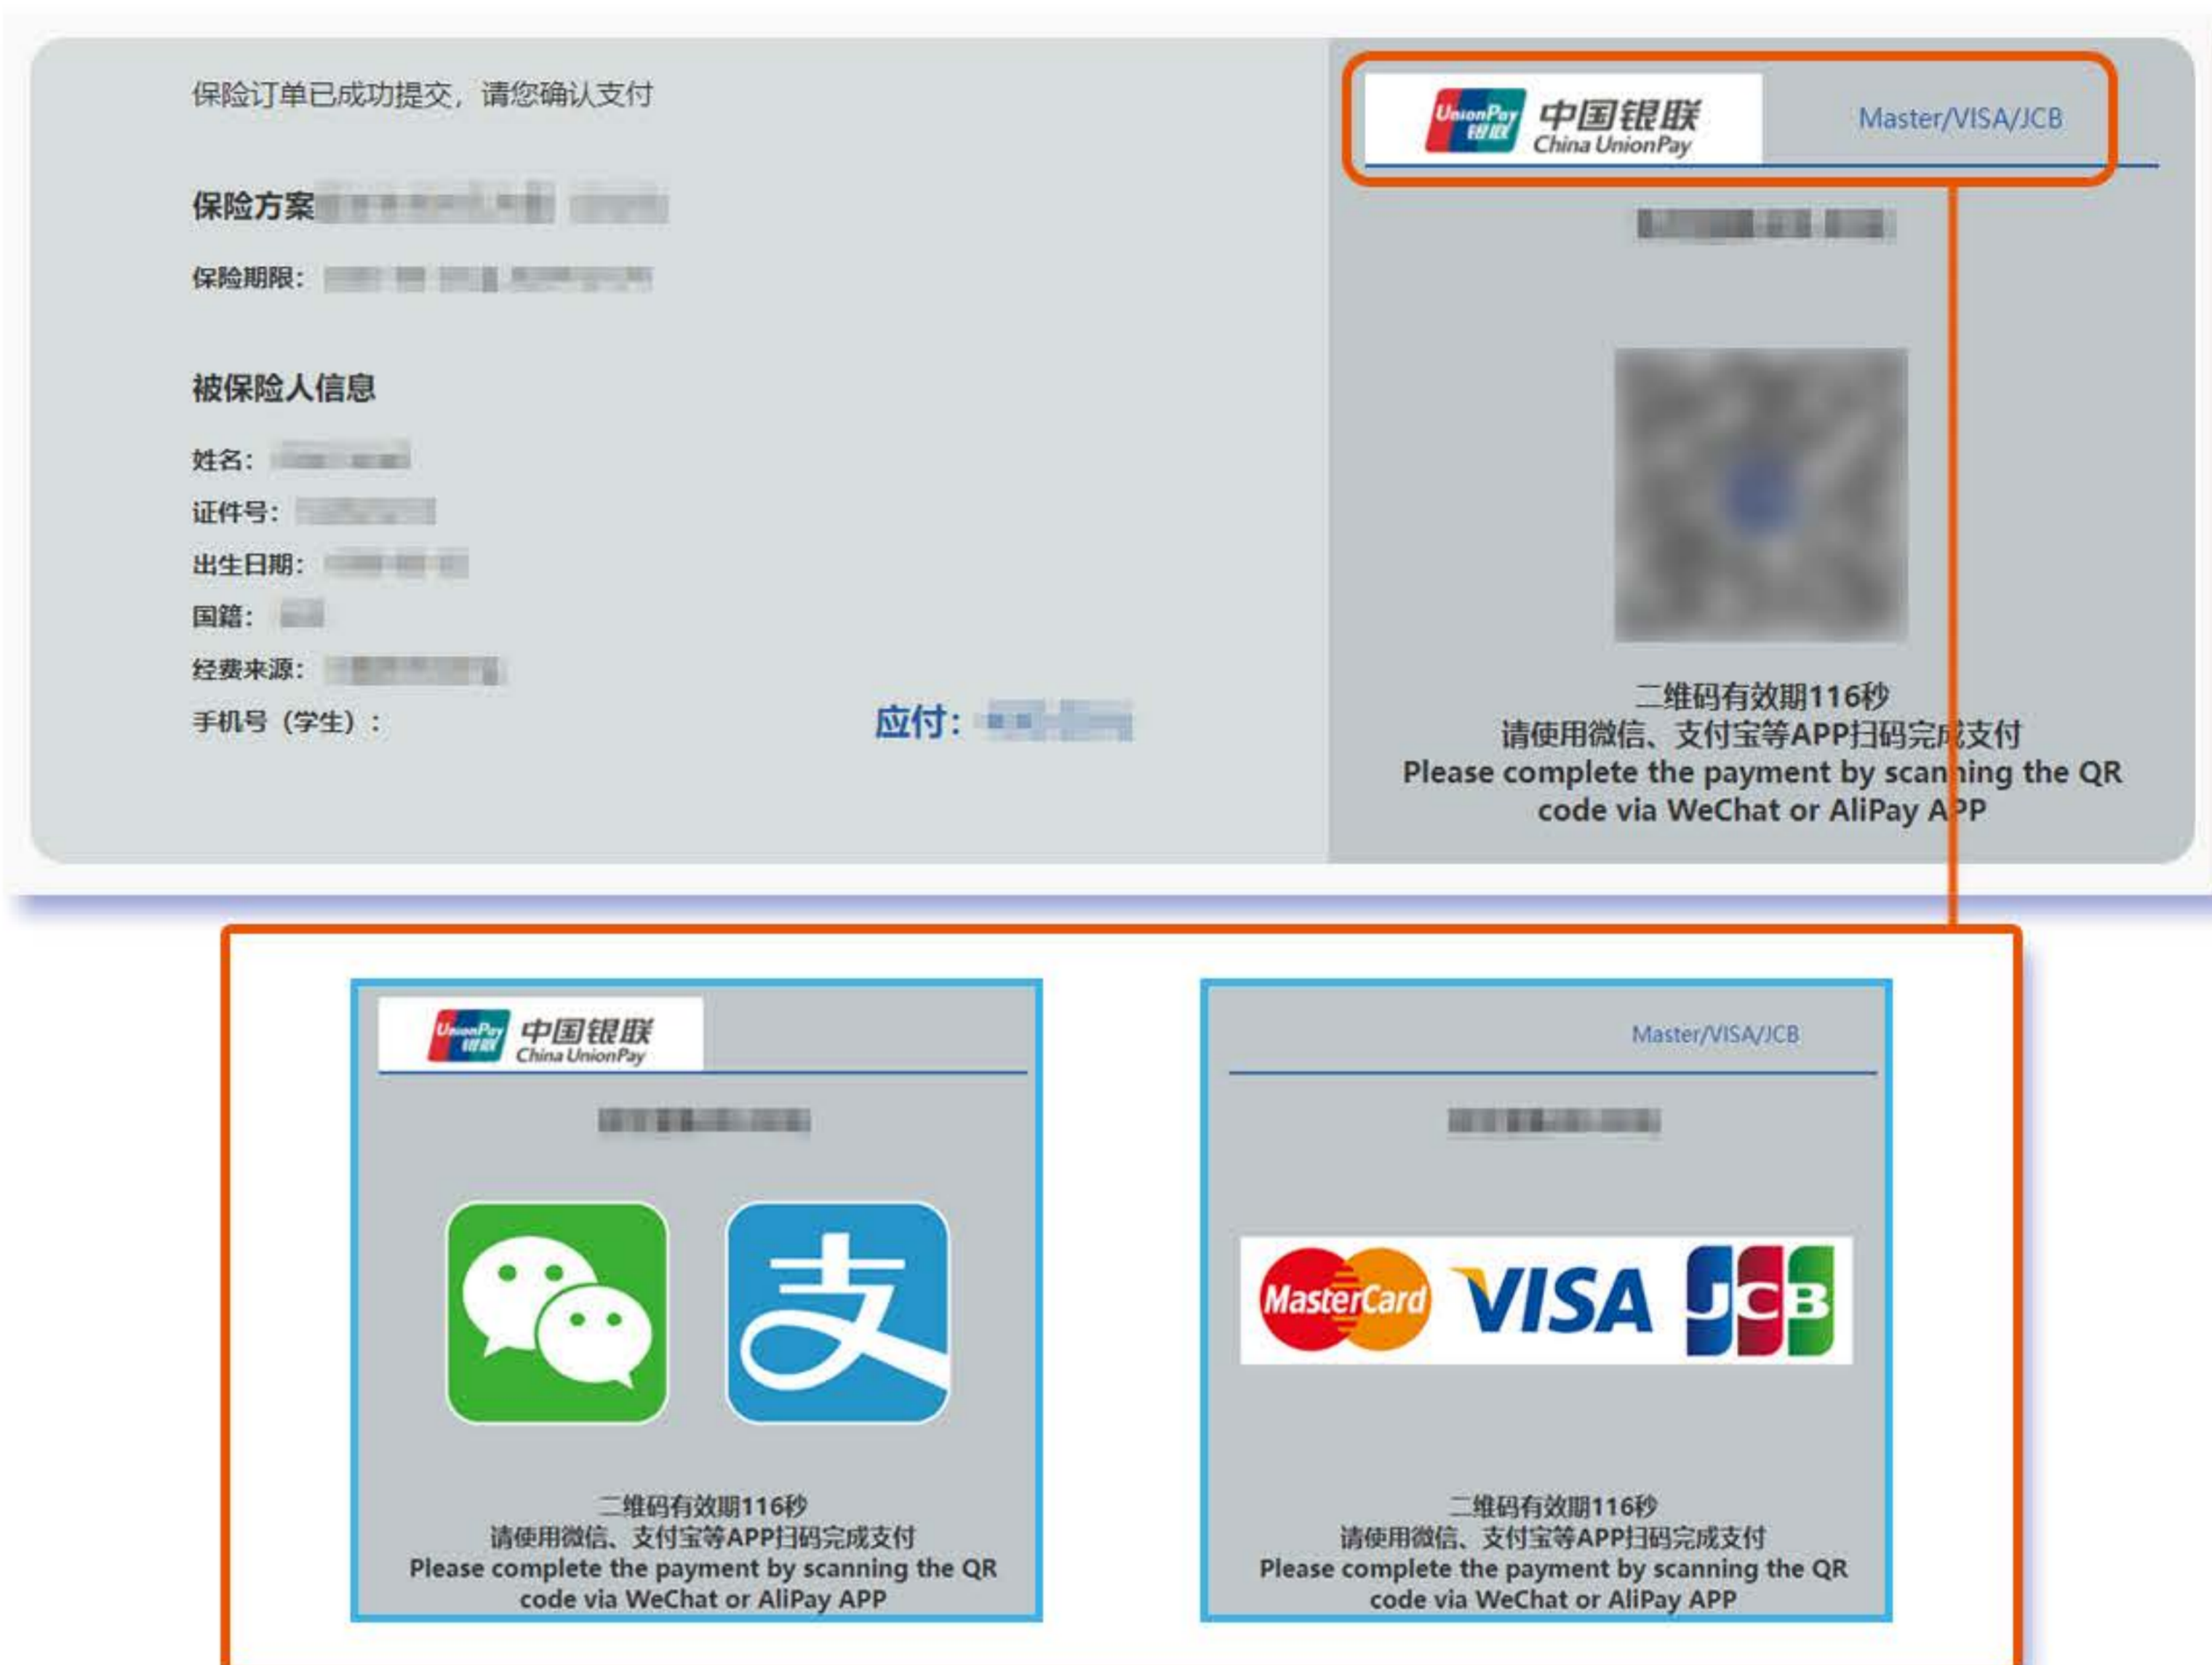 保险订单已成功提交，请您确认支付
保险方案
保险期限：
被保险人信息
姓名：
证件号：
出生日期：
国籍：
经费来源：
手机号（学生）：
应付：
UnionPay
银联
中国银联
China UnionPay
Master/VISA/JCB
二维码有效期116秒
请使用微信、支付宝等APP扫码完成支付
Please complete the payment by scanning the QR
code via WeChat or AliPay APP
UnionPay
银联
中国银联
China UnionPay
支
二维码有效期116秒
请使用微信、支付宝等APP扫码完成支付
Please complete the payment by scanning the QR
code via WeChat or AliPay APP
Master/VISA/JCB
MasterCard VISA JCB
二维码有效期116秒
请使用微信、支付宝等APP扫码完成支付
Please complete the payment by scanning the QR
code via WeChat or AliPay APP